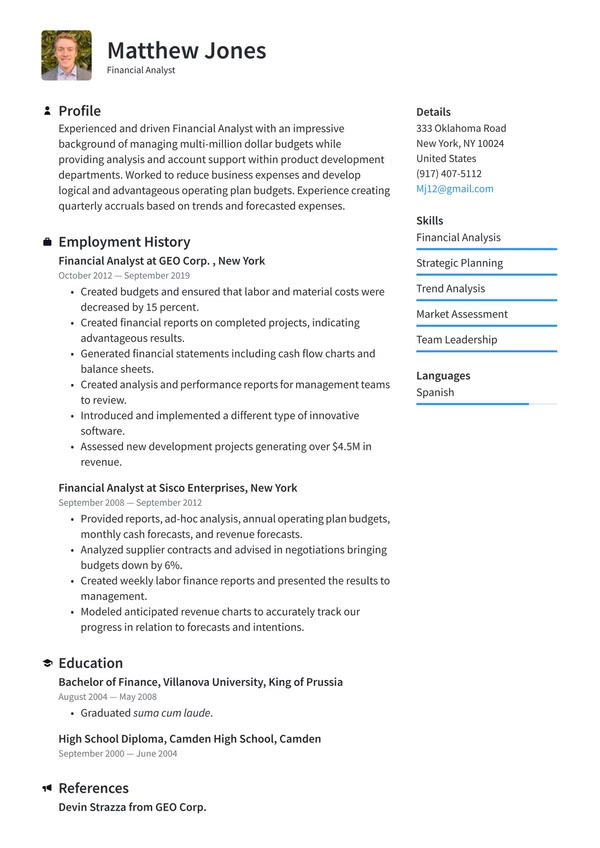 Matthew Jones
Financial Analyst
Profile
Experienced and driven Financial Analyst with an impressive
background of managing multi-million dollar budgets while
providing analysis and account support within product development
departments. Worked to reduce business expenses and develop
logical and advantageous operating plan budgets. Experience creating
quarterly accruals based on trends and forecasted expenses.
Employment History
Financial Analyst at GEO Corp. , New York
October 2012 — September 2019
• Created budgets and ensured that labor and material costs were
decreased by 15 percent.
• Created financial reports on completed projects, indicating
advantageous results.
• Generated financial statements including cash flow charts and
balance sheets.
• Created analysis and performance reports for management teams
to review.
• Introduced and implemented a different type of innovative
software.
• Assessed new development projects generating over $4.5M in
revenue.
Financial Analyst at Sisco Enterprises, New York
September 2008 — September 2012
• Provided reports, ad-hoc analysis, annual operating plan budgets,
monthly cash forecasts, and revenue forecasts.
• Analyzed supplier contracts and advised in negotiations bringing
budgets down by 6%.
• Created weekly labor finance reports and presented the results to
management.
• Modeled anticipated revenue charts to accurately track our
progress in relation to forecasts and intentions.
Education
Bachelor of Finance, Villanova University, King of Prussia
August 2004 — May 2008
• Graduated suma cum laude.
High School Diploma, Camden High School, Camden
September 2000 — June 2004
References
Devin Strazza from GEO Corp.
Details
333 Oklahoma Road
New York, NY 10024
United States
(917) 407-5112
Mj12@gmail.com
Skills
Financial Analysis
Strategic Planning
Trend Analysis
Market Assessment
Team Leadership
Languages
Spanish